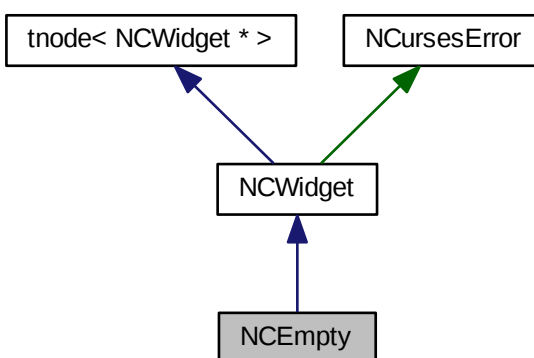 tnode< NCWidget * >
NCursesError
NCWidget
NCEmpty